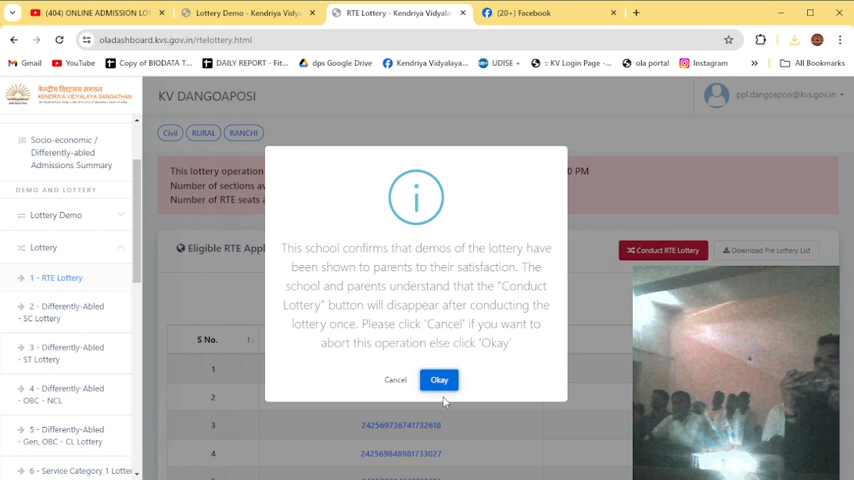 (404) ONLINE ADMISSION LOT
Lottery Demo - Kendriya Vidya
RTE Lottery - Kendriya Vidyala
(20+) Facebook
oladashboard.kvs.gov.in/rtelottery.html
Gmail
YouTube
Copy of BIODATA T...
DAILY REPORT - Fit...
dps Google Drive
Kendriya Vidyalaya...
UDISE +
:: KV Login Page -...
ola portal
Instagram
All Bookmarks
केन्द्रीय विद्यालय संगठन
KENDRIYA VIDYALAYA SANGATHAN
KV DANGOAPOSI
ppl.dangoaposi@kvs.gov.in
Socio-economic /
Differently-abled
Admissions Summary
DEMO AND LOTTERY
Lottery Demo
Lottery
1 - RTE Lottery
2 - Differently-Abled
- SC Lottery
3 - Differently-Abled
- ST Lottery
4 - Differently-Abled
OBC - NCL
5 - Differently-Abled
- Gen, OBC - CL Lottery
6 - Service Category 1 Lotter
Civil
RURAL
RANCHI
This lottery operation
0 PM
Number of sections av
Number of RTE seats a
Eligible RTE Appl
Conduct RTE Lottery
Download Pre Lottery List
S No.
1
2
3
242569736741732618
4
242569848981733027
This school confirms that demos of the lottery have
been shown to parents to their satisfaction. The
school and parents understand that the "Conduct
Lottery" button will disappear after conducting the
lottery once. Please click 'Cancel' if you want to
abort this operation else click 'Okay'
Cancel
Okay